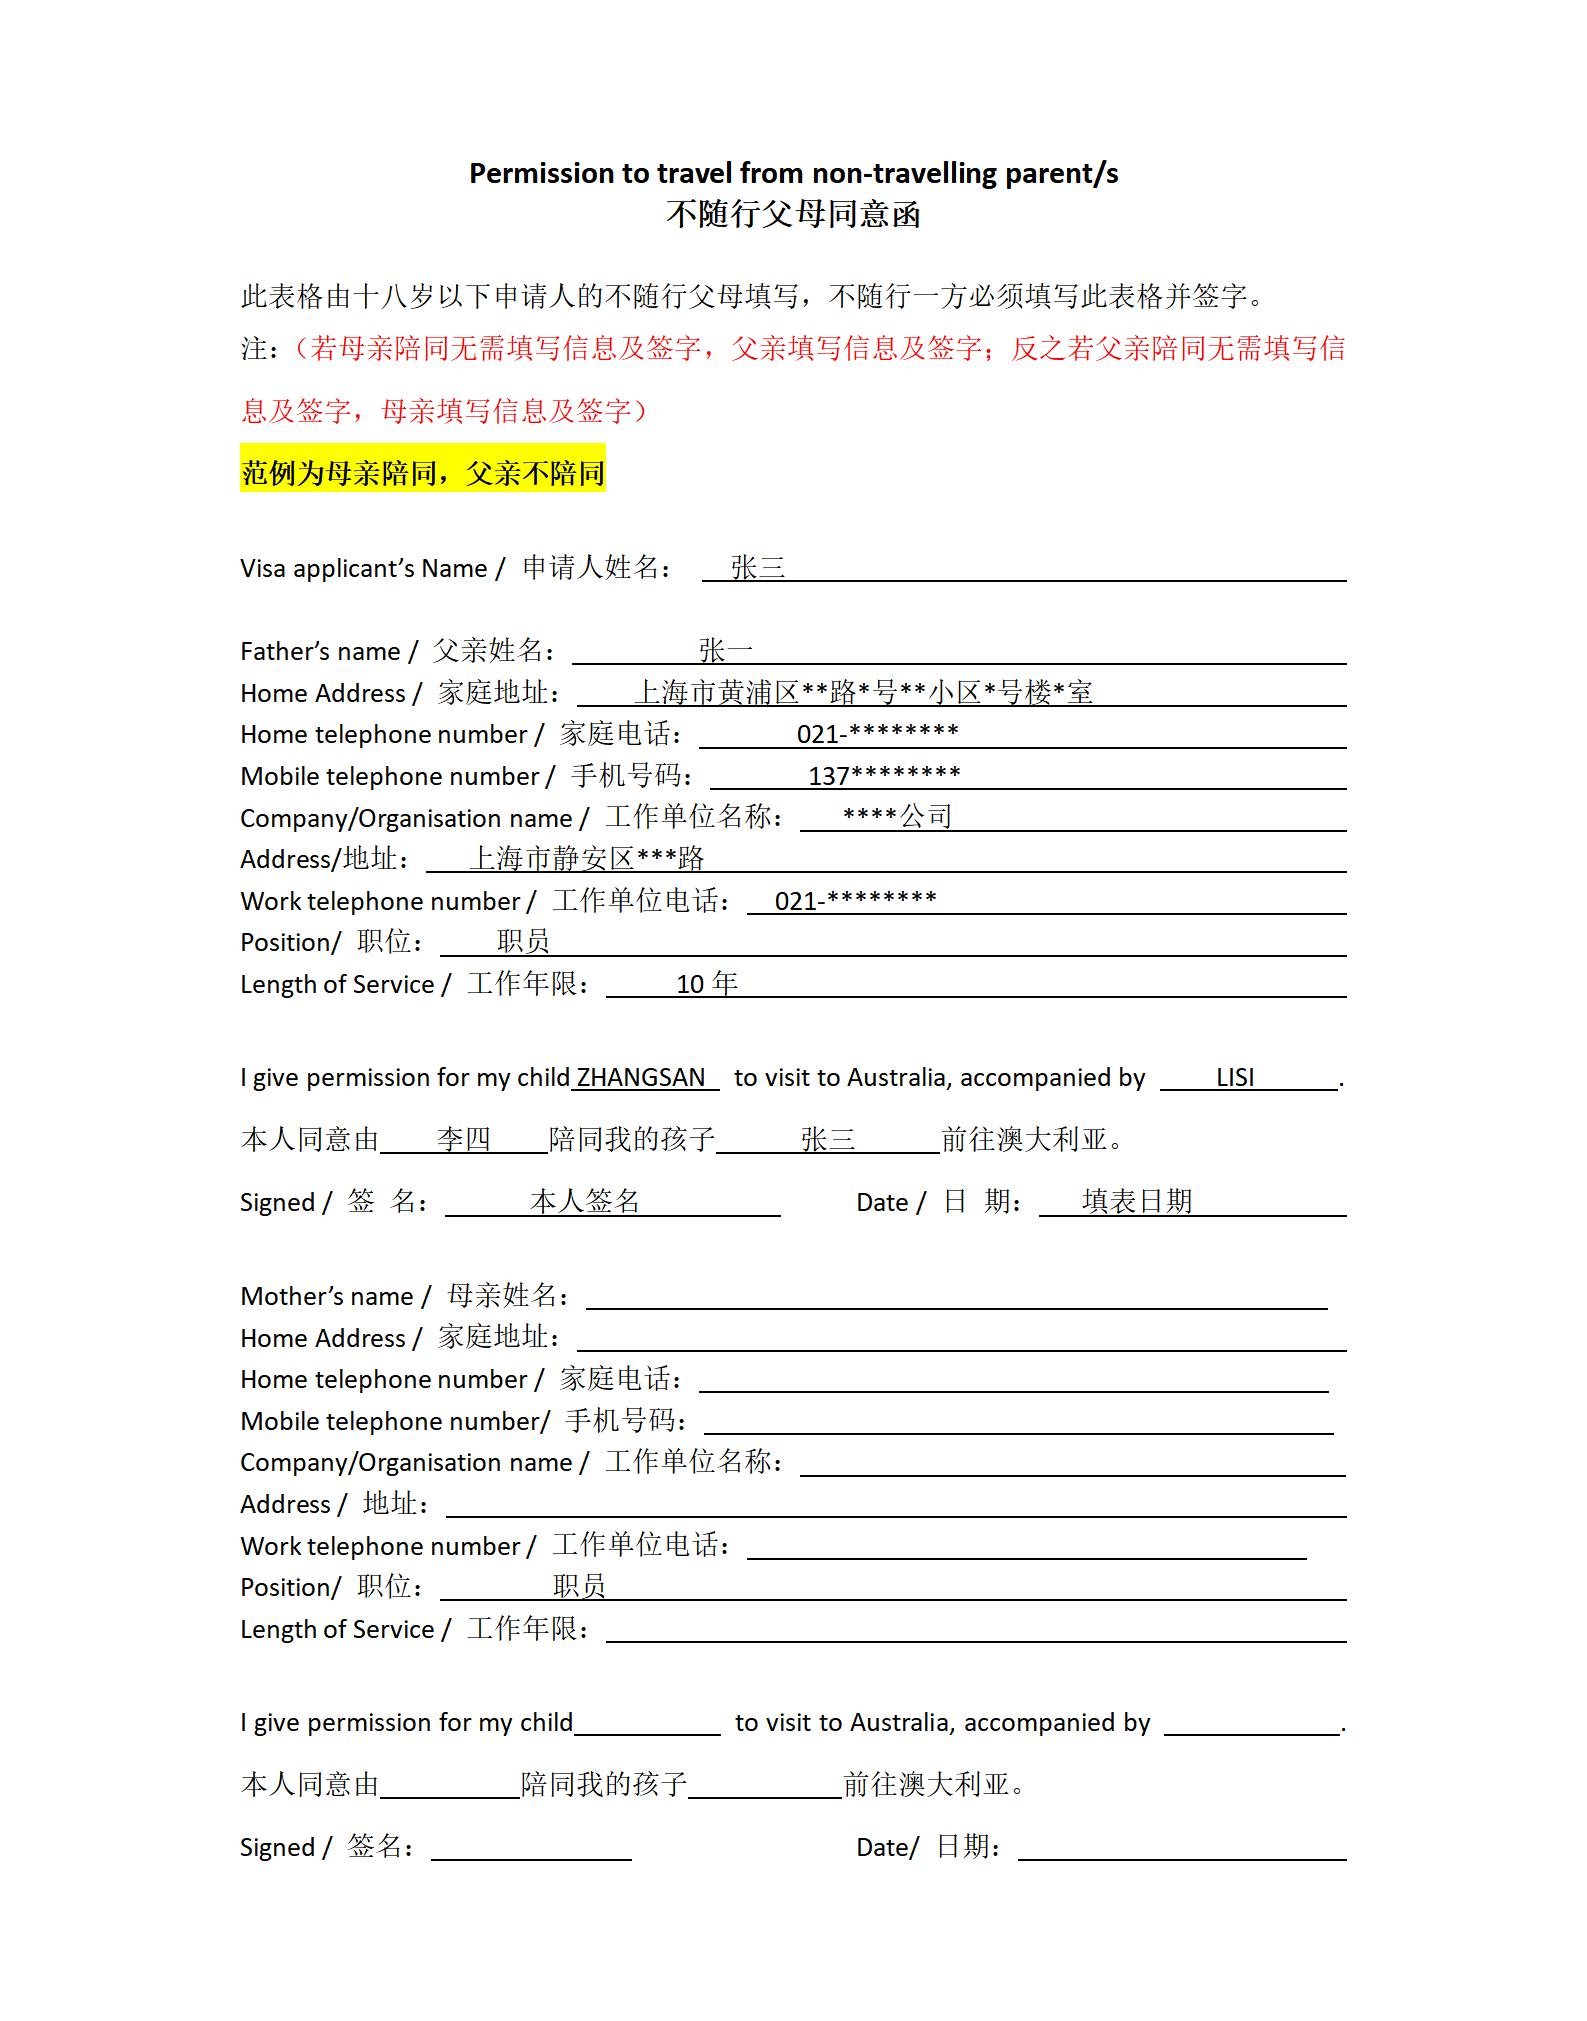 Permission to travel from non-travelling parent/s
不随行父母同意函
此表格由十八岁以下申请人的不随行父母填写，不随行一方必须填写此表格并签字。
注：（若母亲陪同无需填写信息及签字，父亲填写信息及签字；反之若父亲陪同无需填写信
息及签字，母亲填写信息及签字）
范例为母亲陪同，父亲不陪同
Visa applicant’s Name / 申请人姓名： 张三
Father’s name / 父亲姓名： 张一
Home Address / 家庭地址： 上海市黄浦区**路*号**小区*号楼*室
Home telephone number / 家庭电话： 021-********
Mobile telephone number / 手机号码： 137********
Company/Organisation name / 工作单位名称： ****公司
Address/地址： 上海市静安区***路
Work telephone number / 工作单位电话： 021-********
Position/ 职位： 职员
Length of Service / 工作年限： 10 年
I give permission for my child ZHANGSAN to visit to Australia, accompanied by LISI .
本人同意由 李四 陪同我的孩子 张三 前往澳大利亚。
Signed / 签 名： 本人签名 Date / 日 期： 填表日期
Mother’s name / 母亲姓名：
Home Address / 家庭地址：
Home telephone number / 家庭电话：
Mobile telephone number/ 手机号码：
Company/Organisation name / 工作单位名称：
Address / 地址：
Work telephone number / 工作单位电话：
Position/ 职位： 职员
Length of Service / 工作年限：
I give permission for my child to visit to Australia, accompanied by .
本人同意由 陪同我的孩子 前往澳大利亚。
Signed / 签名： Date/ 日期：